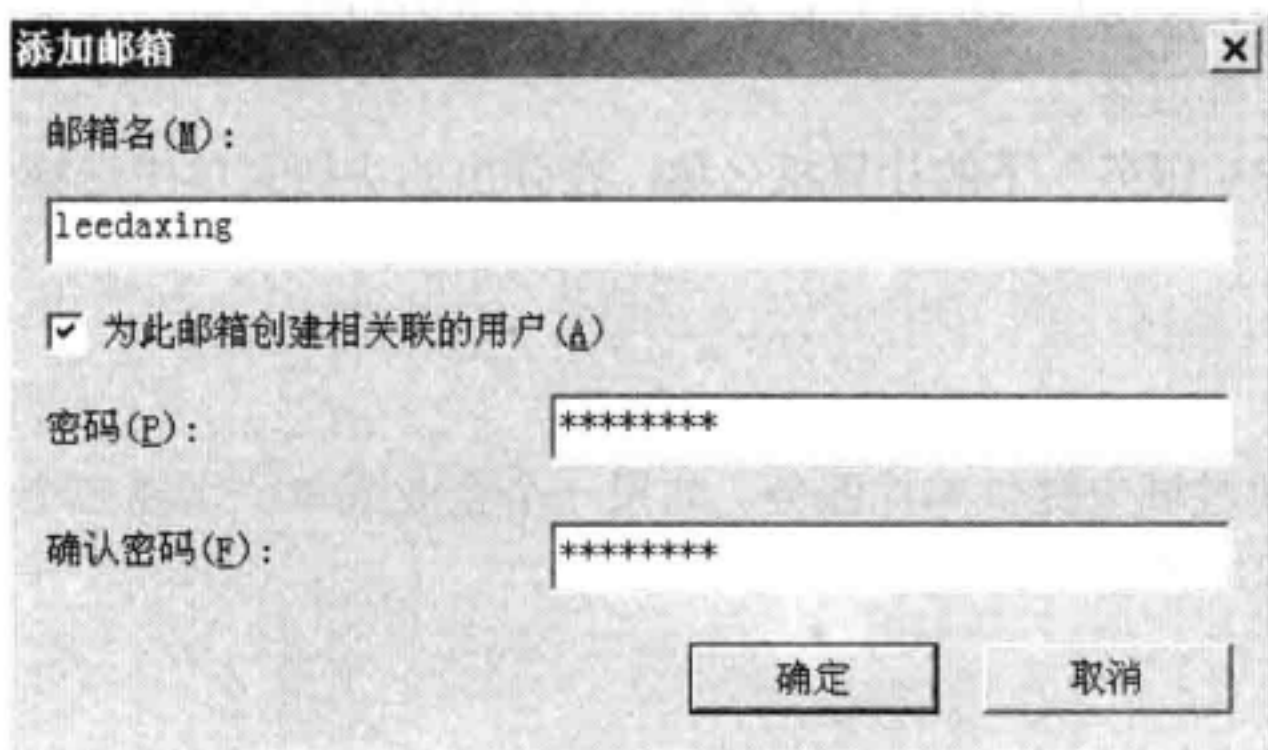 添加邮箱
邮箱名(M):
leedaxing
为此邮箱创建相关联的用户(A)
密码(P):
********
确认密码(F):
********
确定
取消